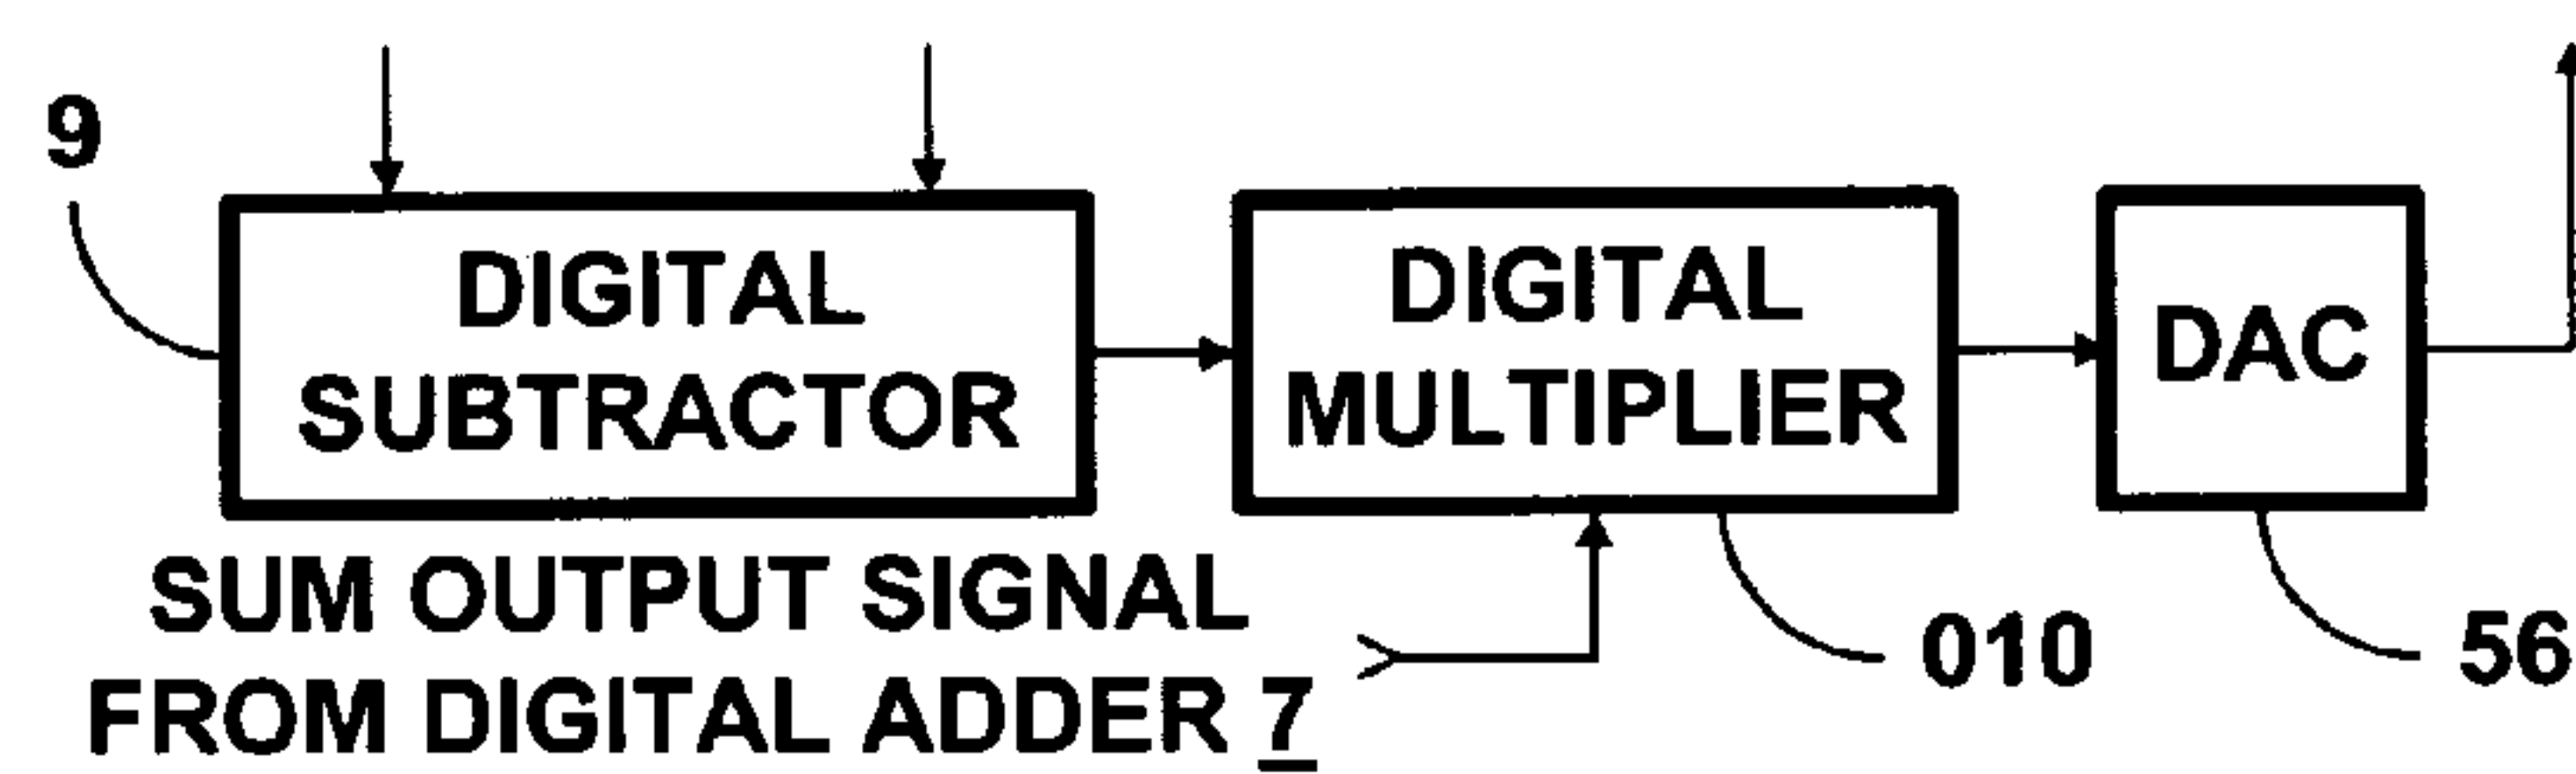 9
DIGITAL
SUBTRACTOR
DIGITAL
MULTIPLIER
DAC
SUM OUTPUT SIGNAL
FROM DIGITAL ADDER 7
010
56